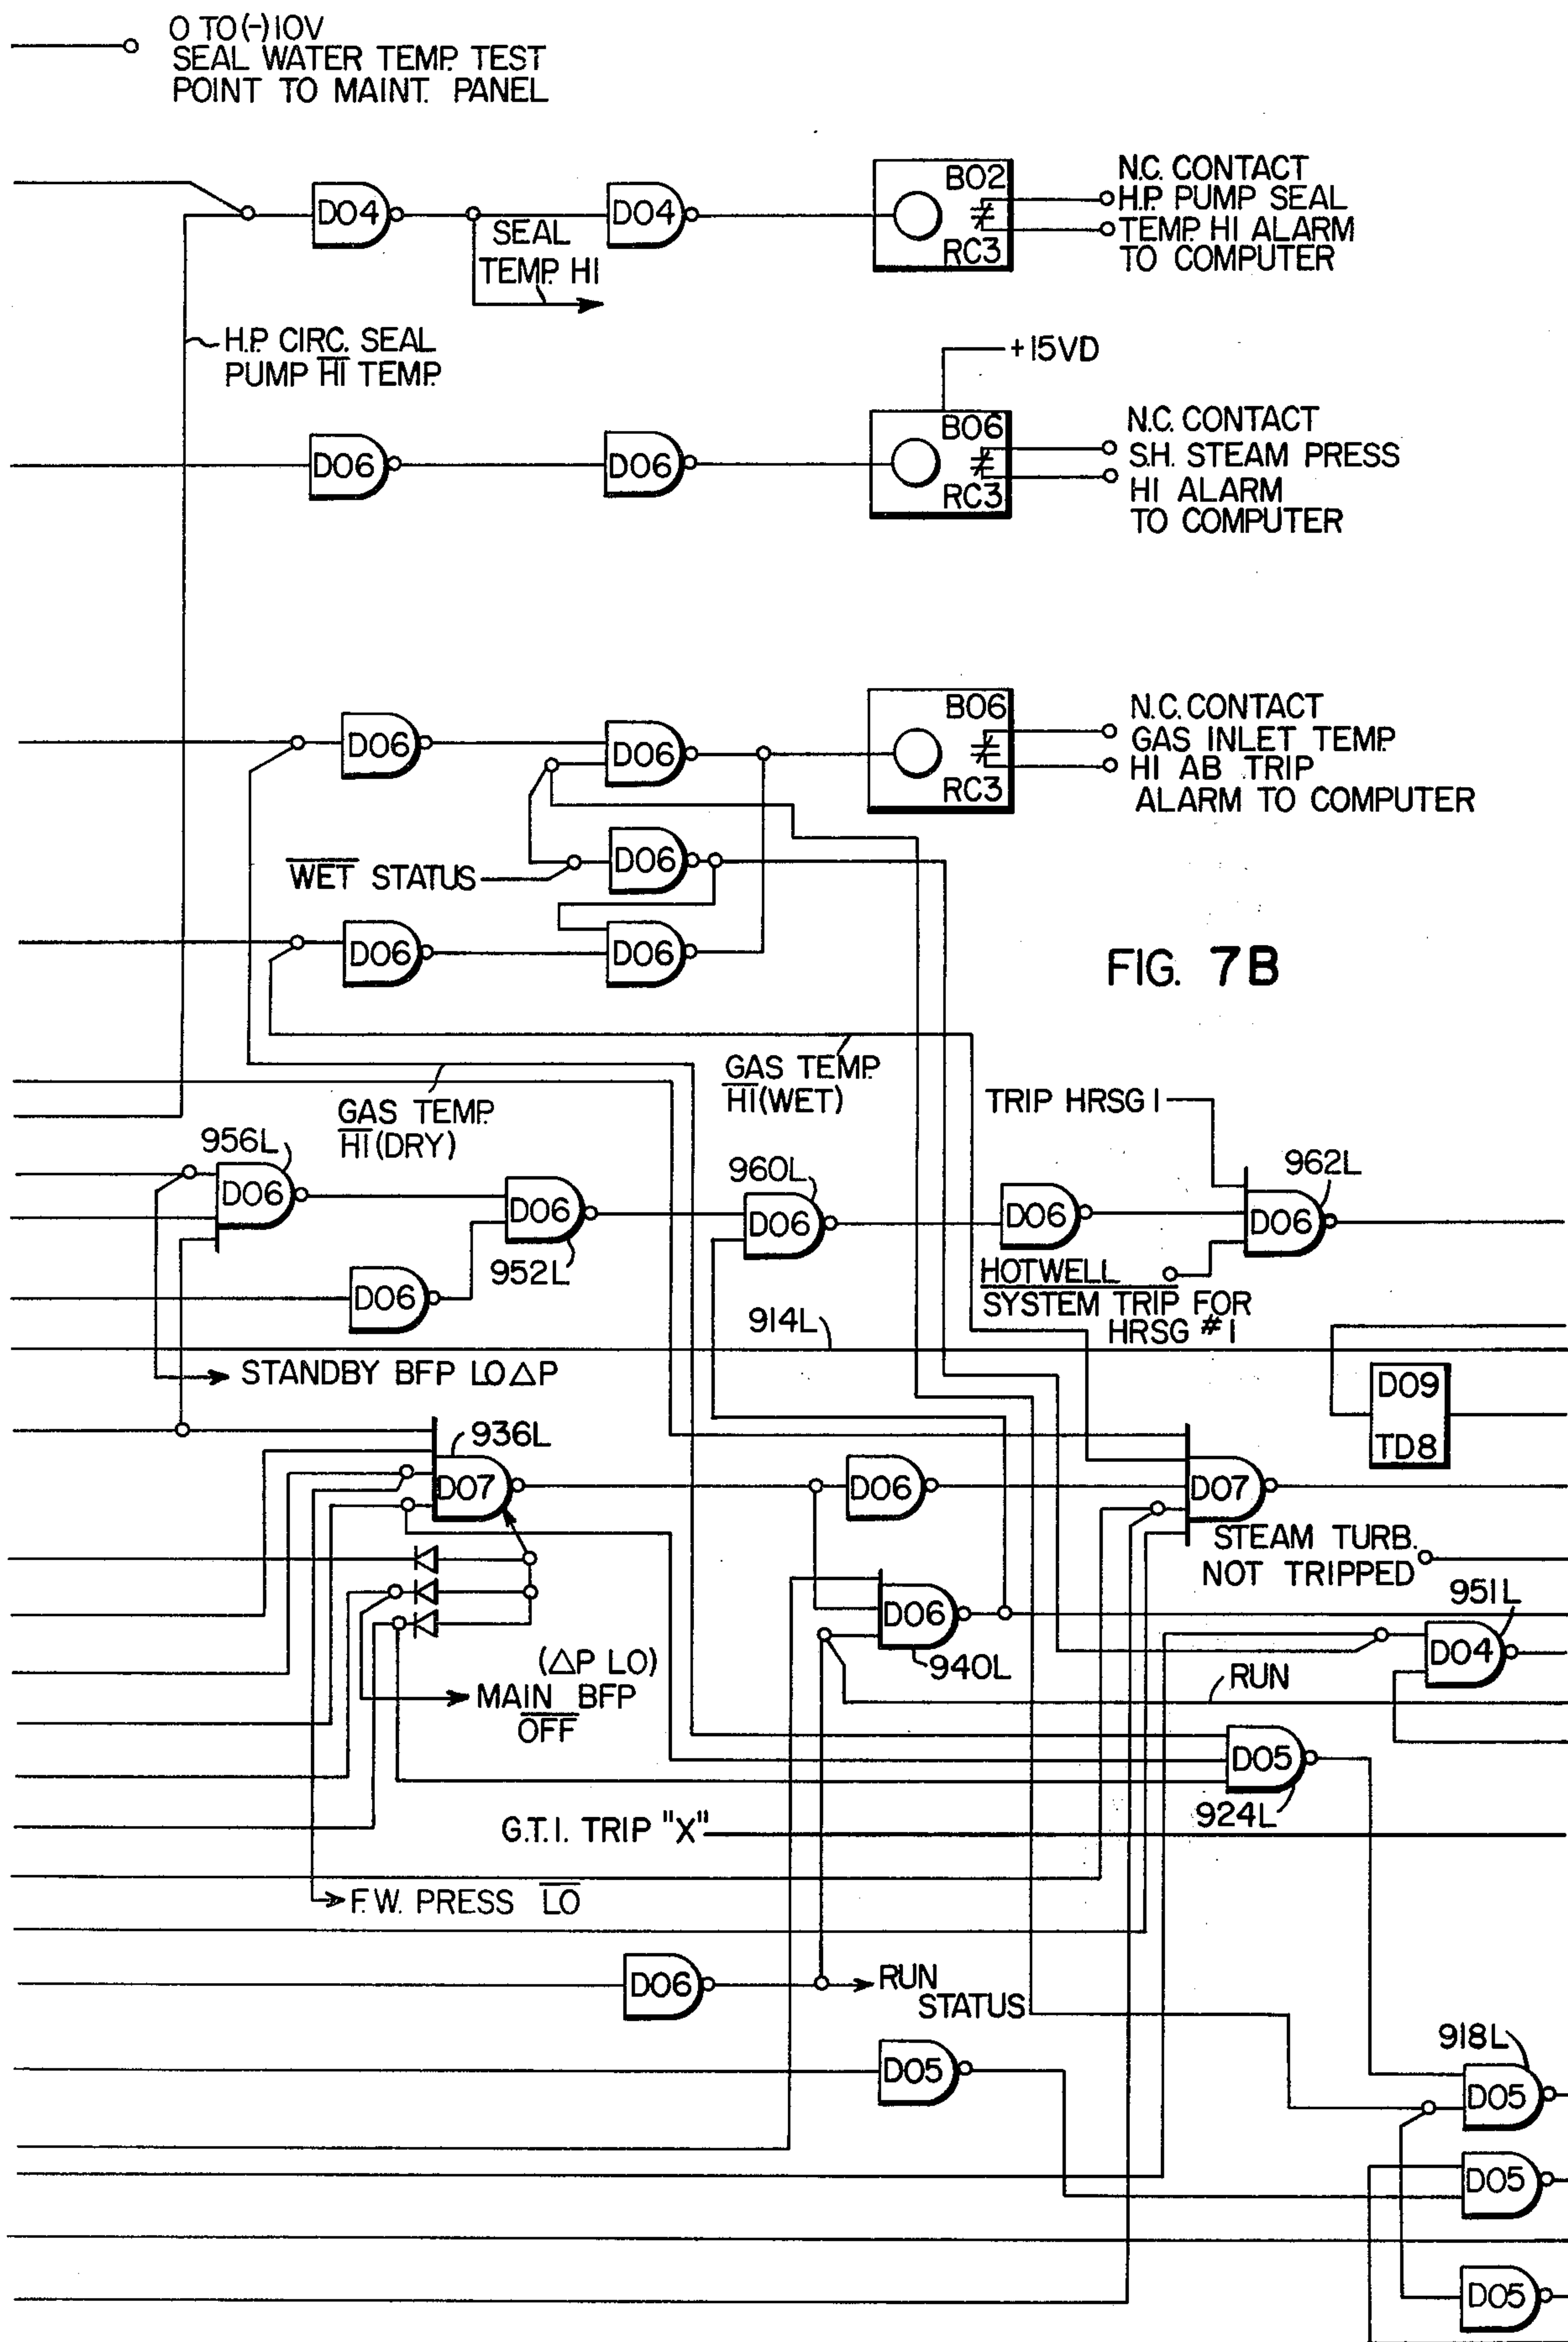 O TO (-) 10V
SEAL WATER TEMP. TEST
POINT TO MAINT. PANEL
D04
D04
B02
RC3
N.C. CONTACT
H.P. PUMP SEAL
TEMP. HI ALARM
TO COMPUTER
SEAL
TEMP. HI
H.P. CIRC. SEAL
PUMP HI TEMP.
+15VD
D06
D06
B06
RC3
N.C. CONTACT
S.H. STEAM PRESS
HI ALARM
TO COMPUTER
D06
D06
B06
RC3
N.C. CONTACT
GAS INLET TEMP.
HI AB TRIP
ALARM TO COMPUTER
WET STATUS
D06
D06
D06
FIG. 7B
GAS TEMP.
HI (DRY)
GAS TEMP.
HI (WET)
TRIP HRSG 1
956L
D06
D06
952L
960L
D06
D06
962L
D06
D06
HOTWELL
SYSTEM TRIP FOR
HRSG #1
914L
STANDBY BFP LO ΔP
D09
TD8
936L
D07
D06
D07
STEAM TURB.
NOT TRIPPED
D06
940L
951L
D04
(ΔP LO)
MAIN BFP
OFF
RUN
D05
924L
G.T.1. TRIP "X"
F.W. PRESS LO
D06
RUN
STATUS
D05
918L
D05
D05
D05